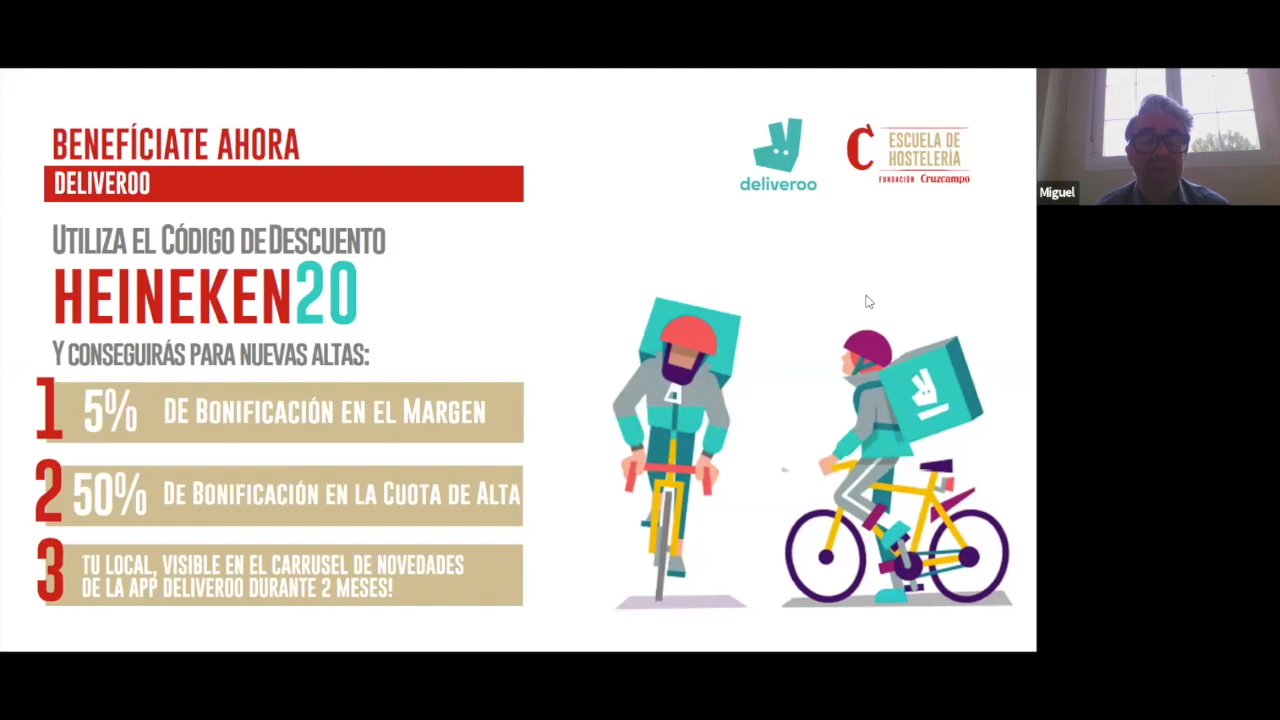 BENEFÍCIATE AHORA
DELIVEROO
UTILIZA EL CÓDIGO DE DESCUENTO
HEINEKEN20
Y CONSEGUIRÁS PARA NUEVAS ALTAS:
1 5% DE BONIFICACIÓN EN EL MARGEN
2 50% DE BONIFICACIÓN EN LA CUOTA DE ALTA
3 TU LOCAL, VISIBLE EN EL CARRUSEL DE NOVEDADES
DE LA APP DELIVEROO DURANTE 2 MESES!
deliveroo
C ESCUELA DE
HOSTELERÍA
FUNDACIÓN Cruzcampo
Miguel